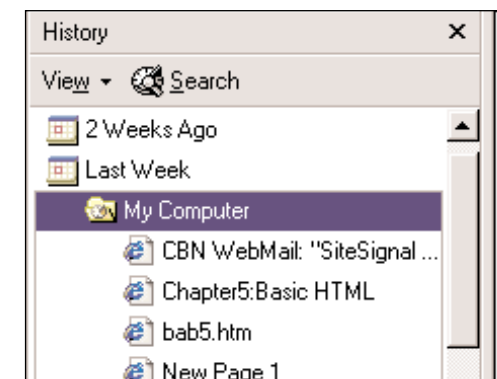 History
View Search
2 Weeks Ago
Last Week
My Computer
CBN WebMail: "SiteSignal ...
Chapter5:Basic HTML
bab5.htm
New Page 1